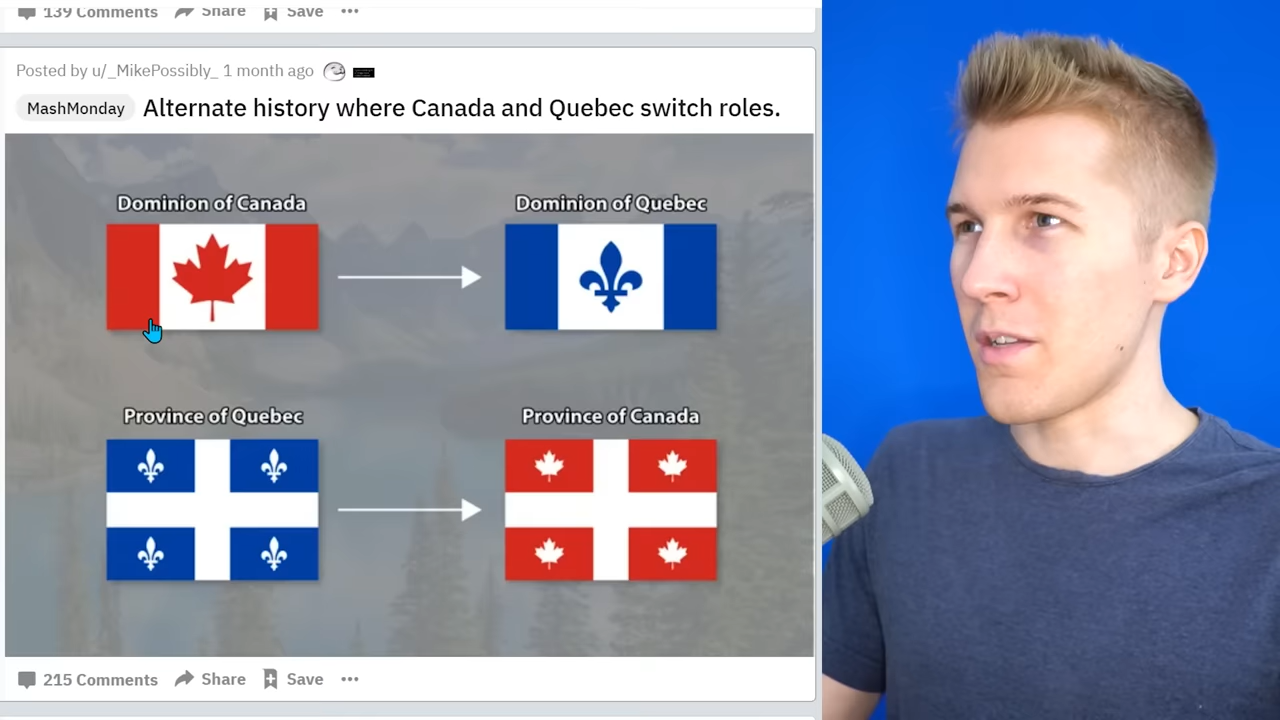 139 Comments Share Save
Posted by u/_MikePossibly_ 1 month ago
MashMonday Alternate history where Canada and Quebec switch roles.
Dominion of Canada Dominion of Quebec
Province of Quebec Province of Canada
215 Comments Share Save